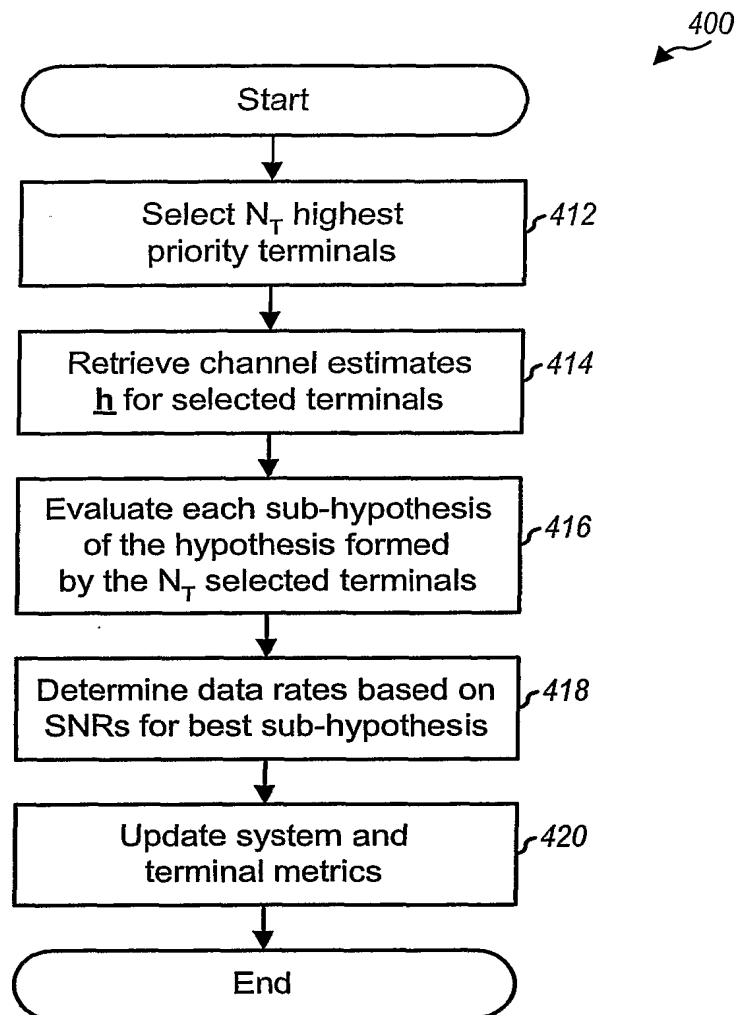 400
Start
Select N_T highest
priority terminals
412
Retrieve channel estimates
h for selected terminals
414
Evaluate each sub-hypothesis
of the hypothesis formed
by the N_T selected terminals
416
Determine data rates based on
SNRs for best sub-hypothesis
418
Update system and
terminal metrics
420
End